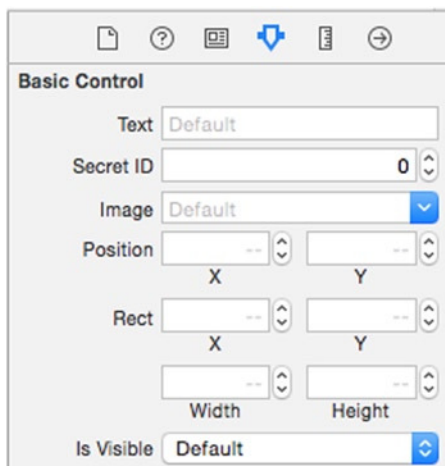 Basic Control
Text Default
Secret ID 0
Image Default
Position -- --
X Y
Rect -- --
X Y
-- --
Width Height
Is Visible Default